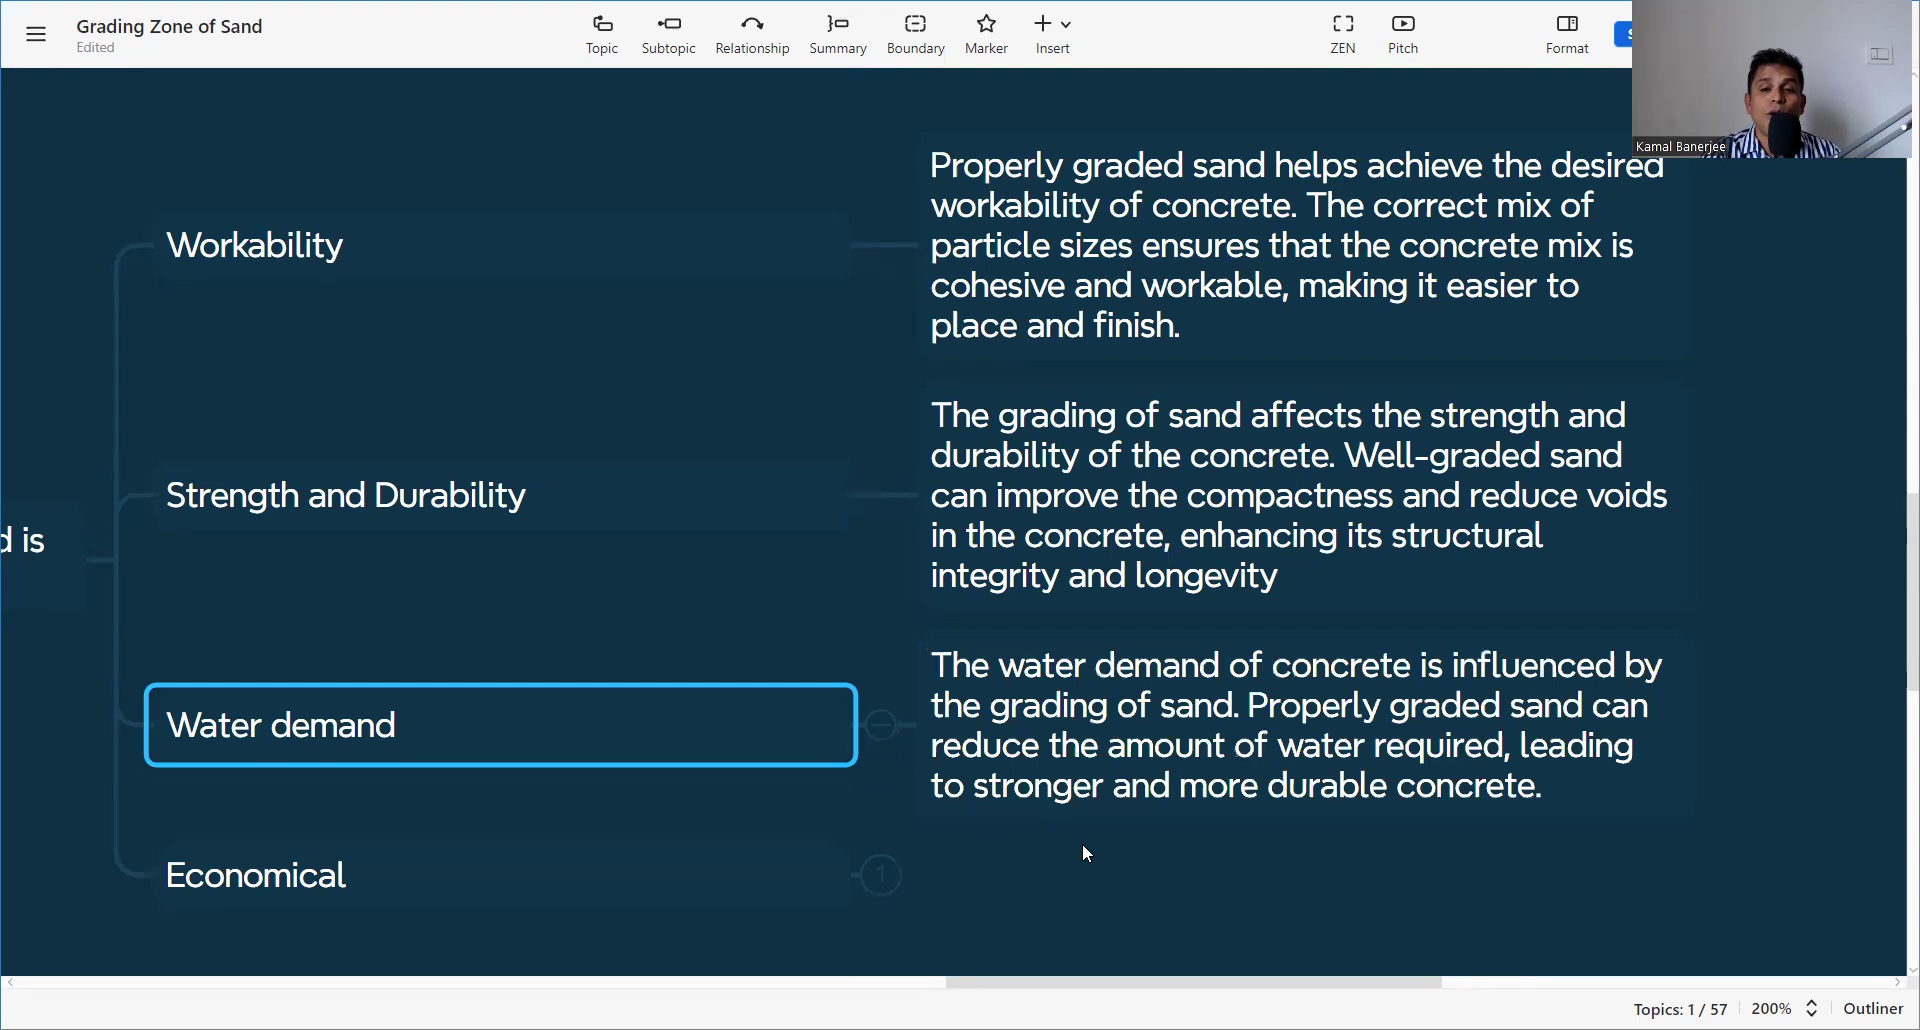 Grading Zone of Sand
Edited
Topic
Subtopic
Relationship
Summary
Boundary
Marker
Insert
ZEN
Pitch
Format
S
Kamal Banerjee
d is
Workability
Properly graded sand helps achieve the desired
workability of concrete. The correct mix of
particle sizes ensures that the concrete mix is
cohesive and workable, making it easier to
place and finish.
Strength and Durability
The grading of sand affects the strength and
durability of the concrete. Well-graded sand
can improve the compactness and reduce voids
in the concrete, enhancing its structural
integrity and longevity
Water demand
The water demand of concrete is influenced by
the grading of sand. Properly graded sand can
reduce the amount of water required, leading
to stronger and more durable concrete.
Economical
1
Topics: 1 / 57
200%
Outliner